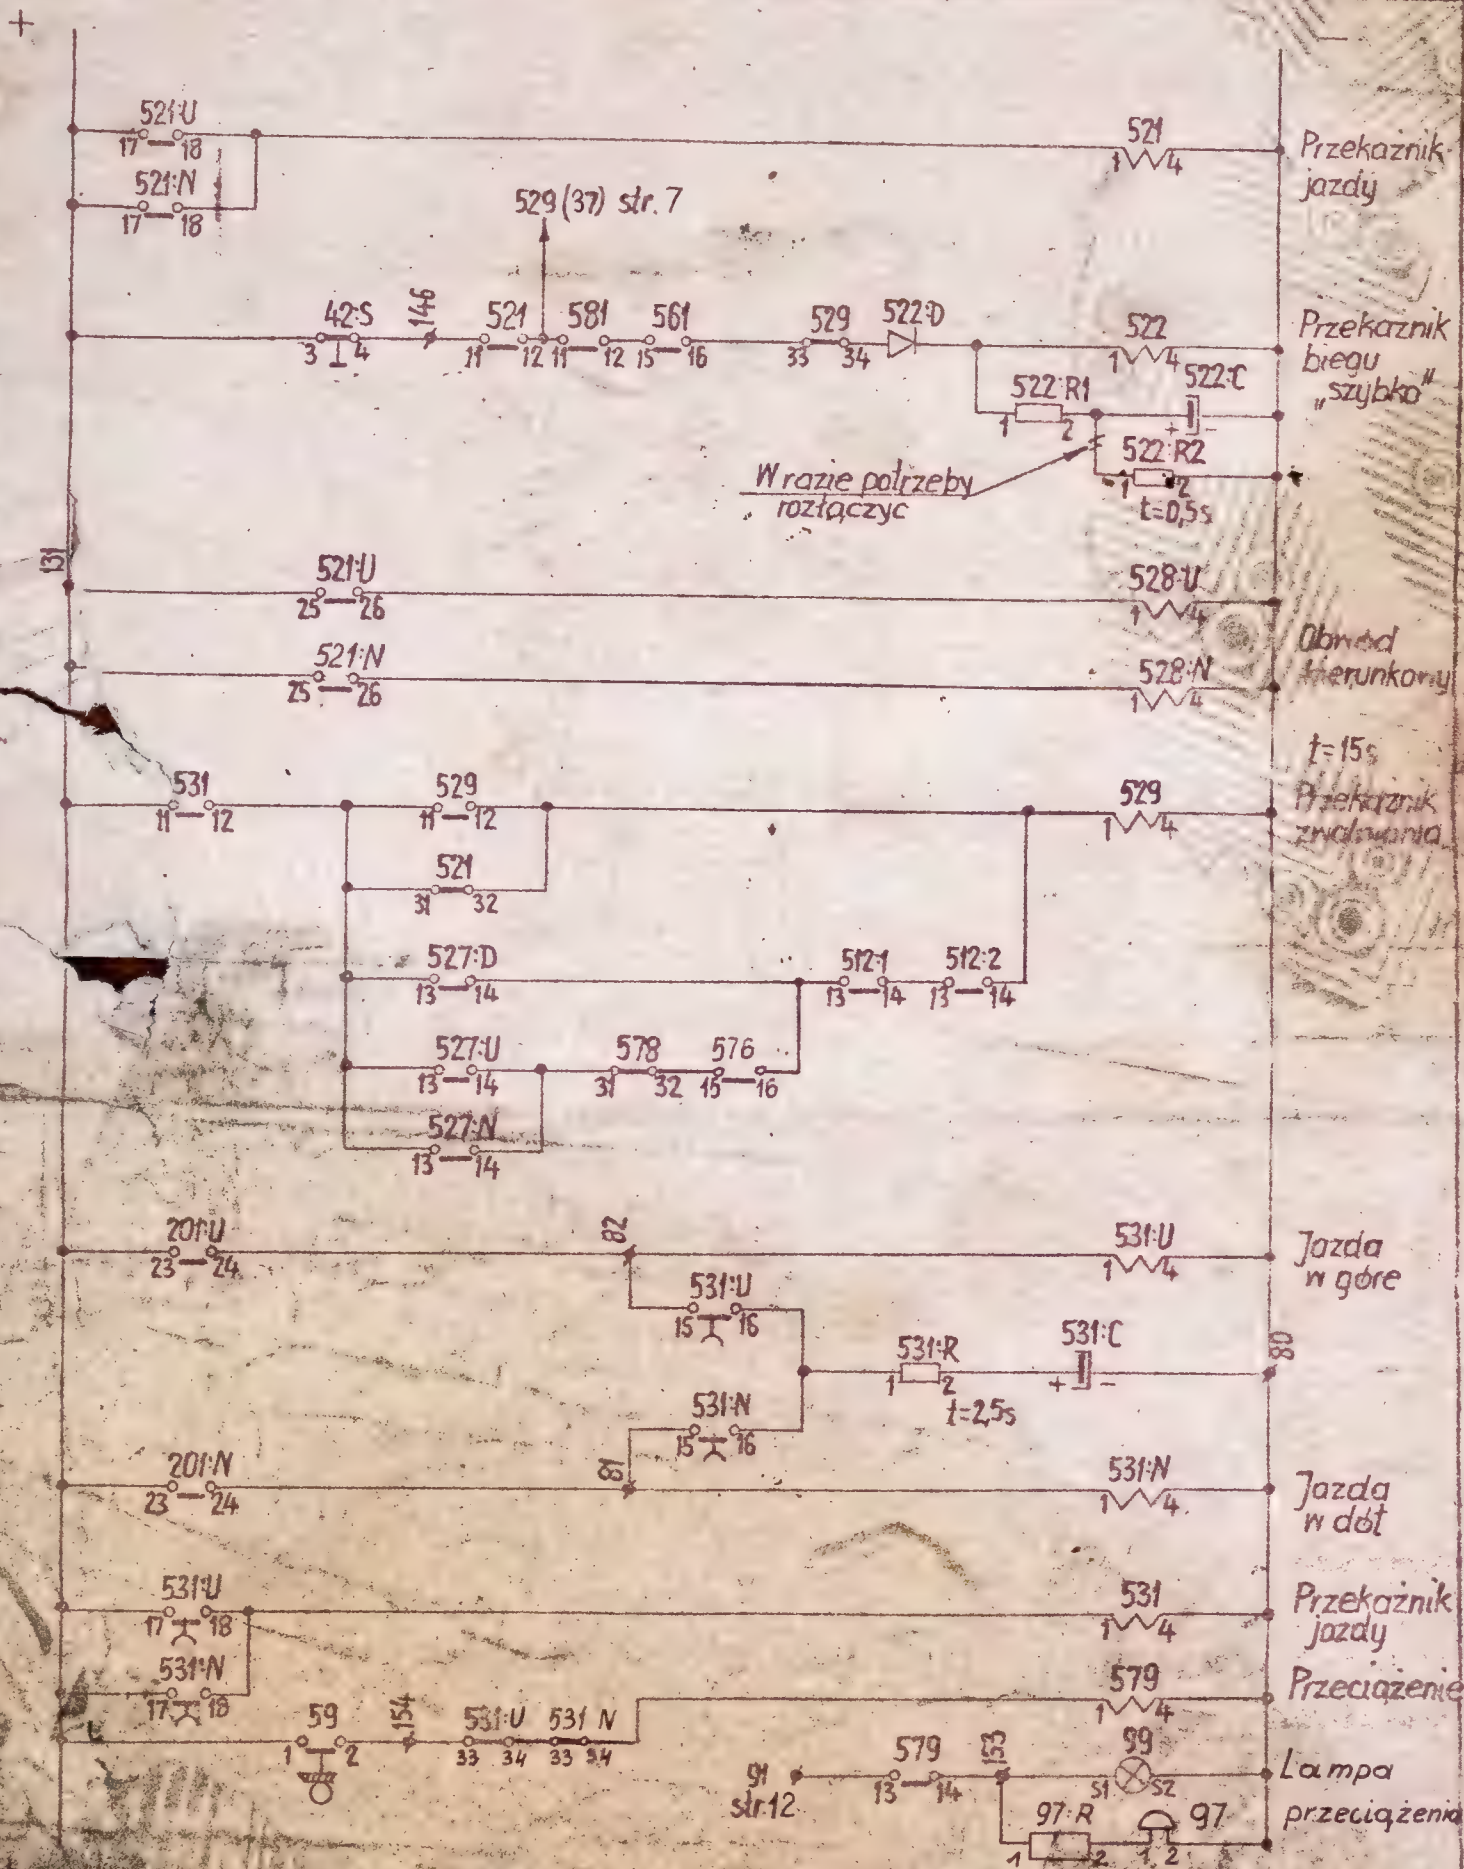 +
521:U
17 18
521
1 4
Przekaźnik
jazdy
521:N
17 18
529 (37) str. 7
42:S
3 4
146
521
11 12
581
11 12
561
15 16
529
33 34
522:D
522
1 4
Przekaźnik
biegu
„szybko"
522:R1
1 2
522:C
+ -
522:R2
1 2
t=0,5s
W razie potrzeby
rozłączyc
131
521:U
25 26
528:U
1 4
521:N
25 26
528:N
1 4
Obwód
kierunkowy
531
11 12
529
11 12
529
1 4
t=15s
Przekaźnik
zwalniania
521
31 32
527:D
13 14
512:1
13 14
512:2
13 14
527:U
13 14
578
31 32
576
15 16
527:N
13 14
201:U
23 24
82
531:U
1 4
Jazda
w góre
531:U
15 16
531:R
1 2
t=2,5s
531:C
+ -
80
531:N
15 16
201:N
23 24
81
531:N
1 4
Jazda
w dół
531:U
17 18
531
1 4
Przekaźnik
jazdy
531:N
17 18
579
1 4
Przeciążenie
59
1 2
154
531:U
33 34
531 N
33 34
91
str.12
579
13 14
153
99
S1 S2
Lampa
przeciążenia
97:R
1 2
97
1 2